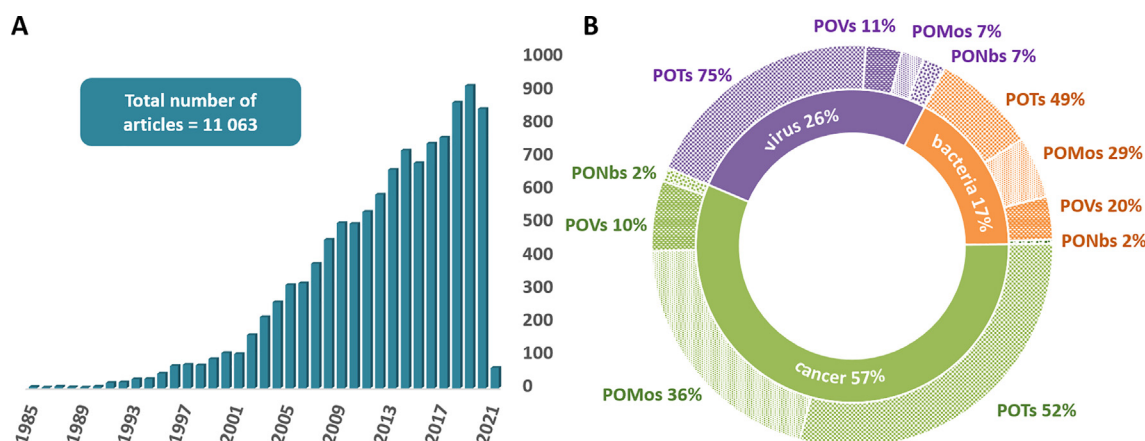 A
Total number of
articles = 11 063
1000
900
800
700
600
500
400
300
200
100
0
1985
1989
1993
1997
2001
2005
2009
2013
2017
2021
B
POVs 11%
POMos 7%
PONbs 7%
POTs 75%
POTs 49%
POMos 29%
POVs 20%
PONbs 2%
PONbs 2%
POVs 10%
POMos 36%
POTs 52%
virus 26%
bacteria 17%
cancer 57%